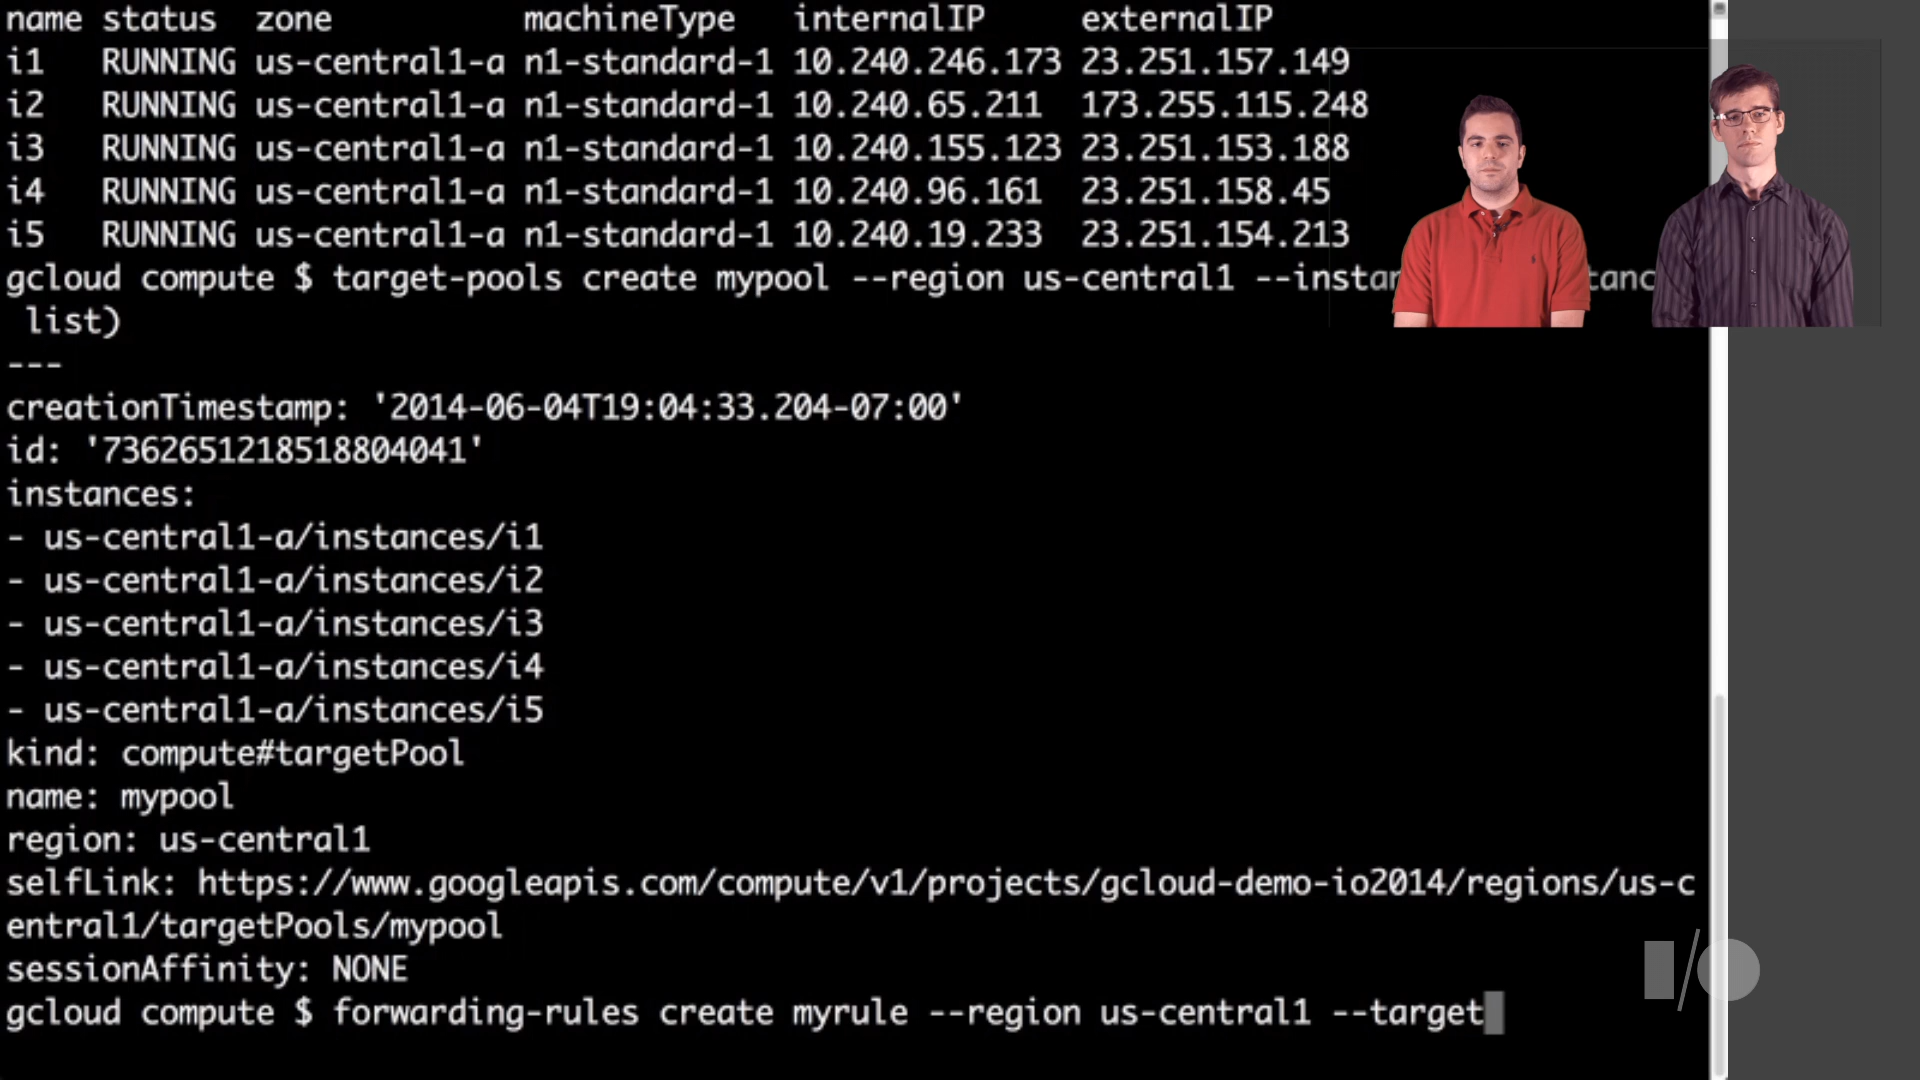 name status zone machineType internalIP externalIP
i1 RUNNING us-central1-a n1-standard-1 10.240.246.173 23.251.157.149
i2 RUNNING us-central1-a n1-standard-1 10.240.65.211 173.255.115.248
i3 RUNNING us-central1-a n1-standard-1 10.240.155.123 23.251.153.188
i4 RUNNING us-central1-a n1-standard-1 10.240.96.161 23.251.158.45
i5 RUNNING us-central1-a n1-standard-1 10.240.19.233 23.251.154.213
gcloud compute $ target-pools create mypool --region us-central1
list)
---
creationTimestamp: '2014-06-04T19:04:33.204-07:00'
id: '7362651218518804041'
instances:
- us-central1-a/instances/i1
- us-central1-a/instances/i2
- us-central1-a/instances/i3
- us-central1-a/instances/i4
- us-central1-a/instances/i5
kind: compute#targetPool
name: mypool
region: us-central1
selfLink: https://www.googleapis.com/compute/v1/projects/gcloud-demo-io2014/regions/us-c
entral1/targetPools/mypool
sessionAffinity: NONE
gcloud compute $ forwarding-rules create myrule --region us-central1 --target
I/O